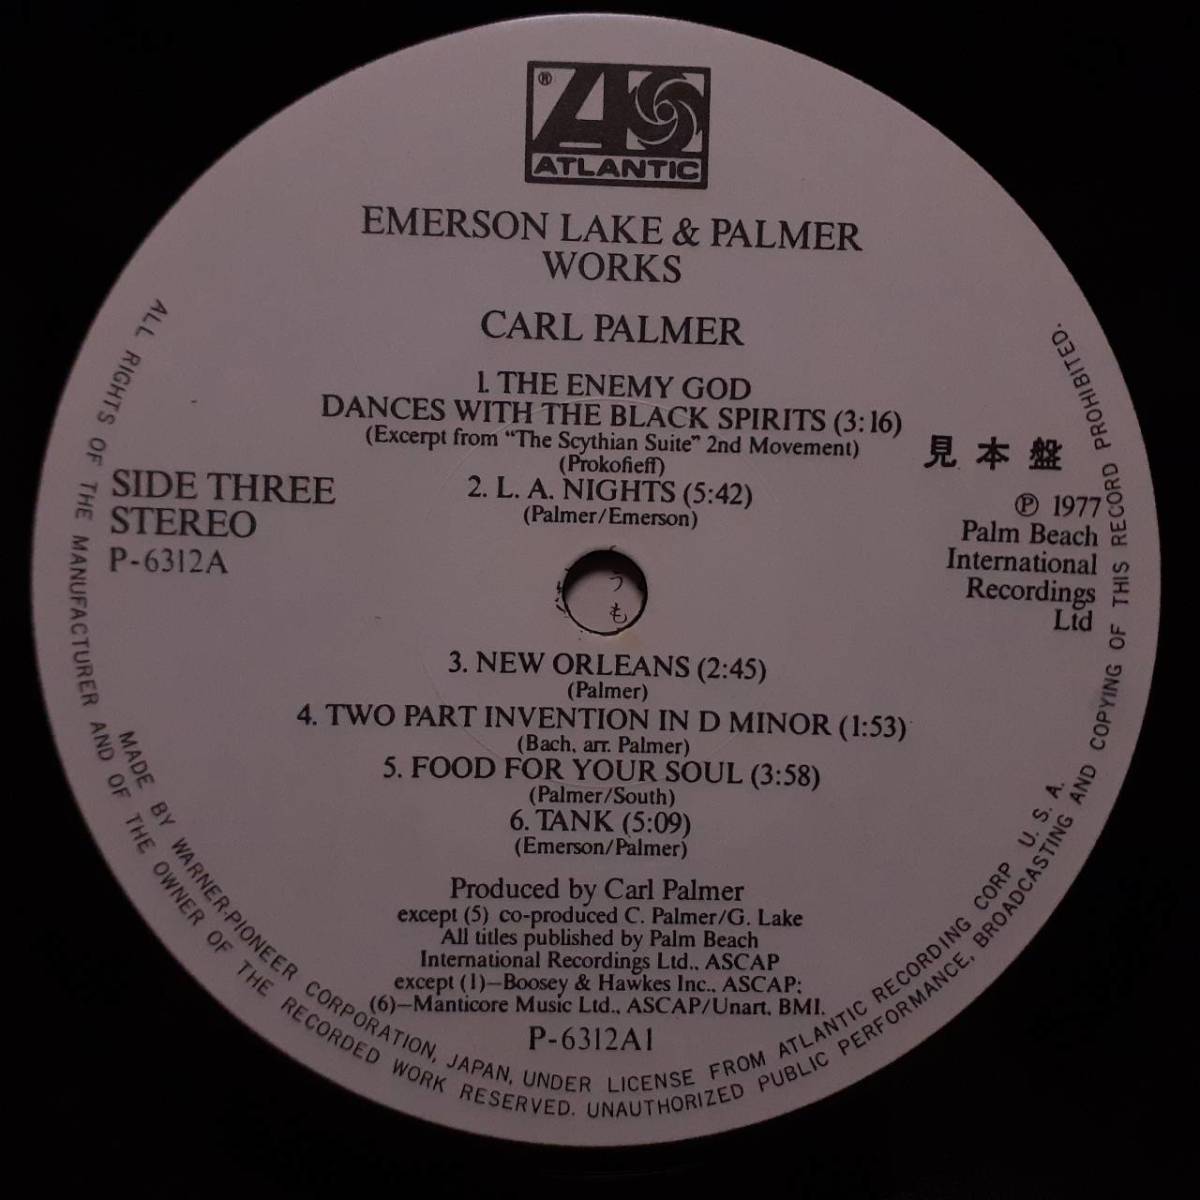 ®
ATLANTIC
EMERSON LAKE & PALMER
WORKS
CARL PALMER
1. THE ENEMY GOD
DANCES WITH THE BLACK SPIRITS (3:16)
(Excerpt from "The Scythian Suite" 2nd Movement)
(Prokofieff)
2. L. A. NIGHTS (5:42)
(Palmer/Emerson)
SIDE THREE
STEREO
P-6312A
見本盤
Ⓟ 1977
Palm Beach
International
Recordings
Ltd
うも
3. NEW ORLEANS (2:45)
(Palmer)
4. TWO PART INVENTION IN D MINOR (1:53)
(Bach, arr. Palmer)
5. FOOD FOR YOUR SOUL (3:58)
(Palmer/South)
6. TANK (5:09)
(Emerson/Palmer)
Produced by Carl Palmer
except (5) co-produced C. Palmer/G. Lake
All titles published by Palm Beach
International Recordings Ltd., ASCAP
except (1)—Boosey & Hawkes Inc., ASCAP:
(6)—Manticore Music Ltd., ASCAP/Unart, BMI.
P-6312A1
MADE BY WARNER-PIONEER CORPORATION, JAPAN, UNDER LICENSE FROM ATLANTIC RECORDING CORP U. S. A.
ALL RIGHTS OF THE MANUFACTURER AND OF THE OWNER OF THE RECORDED WORK RESERVED. UNAUTHORIZED PUBLIC PERFORMANCE, BROADCASTING AND COPYING OF THIS RECORD PROHIBITED.